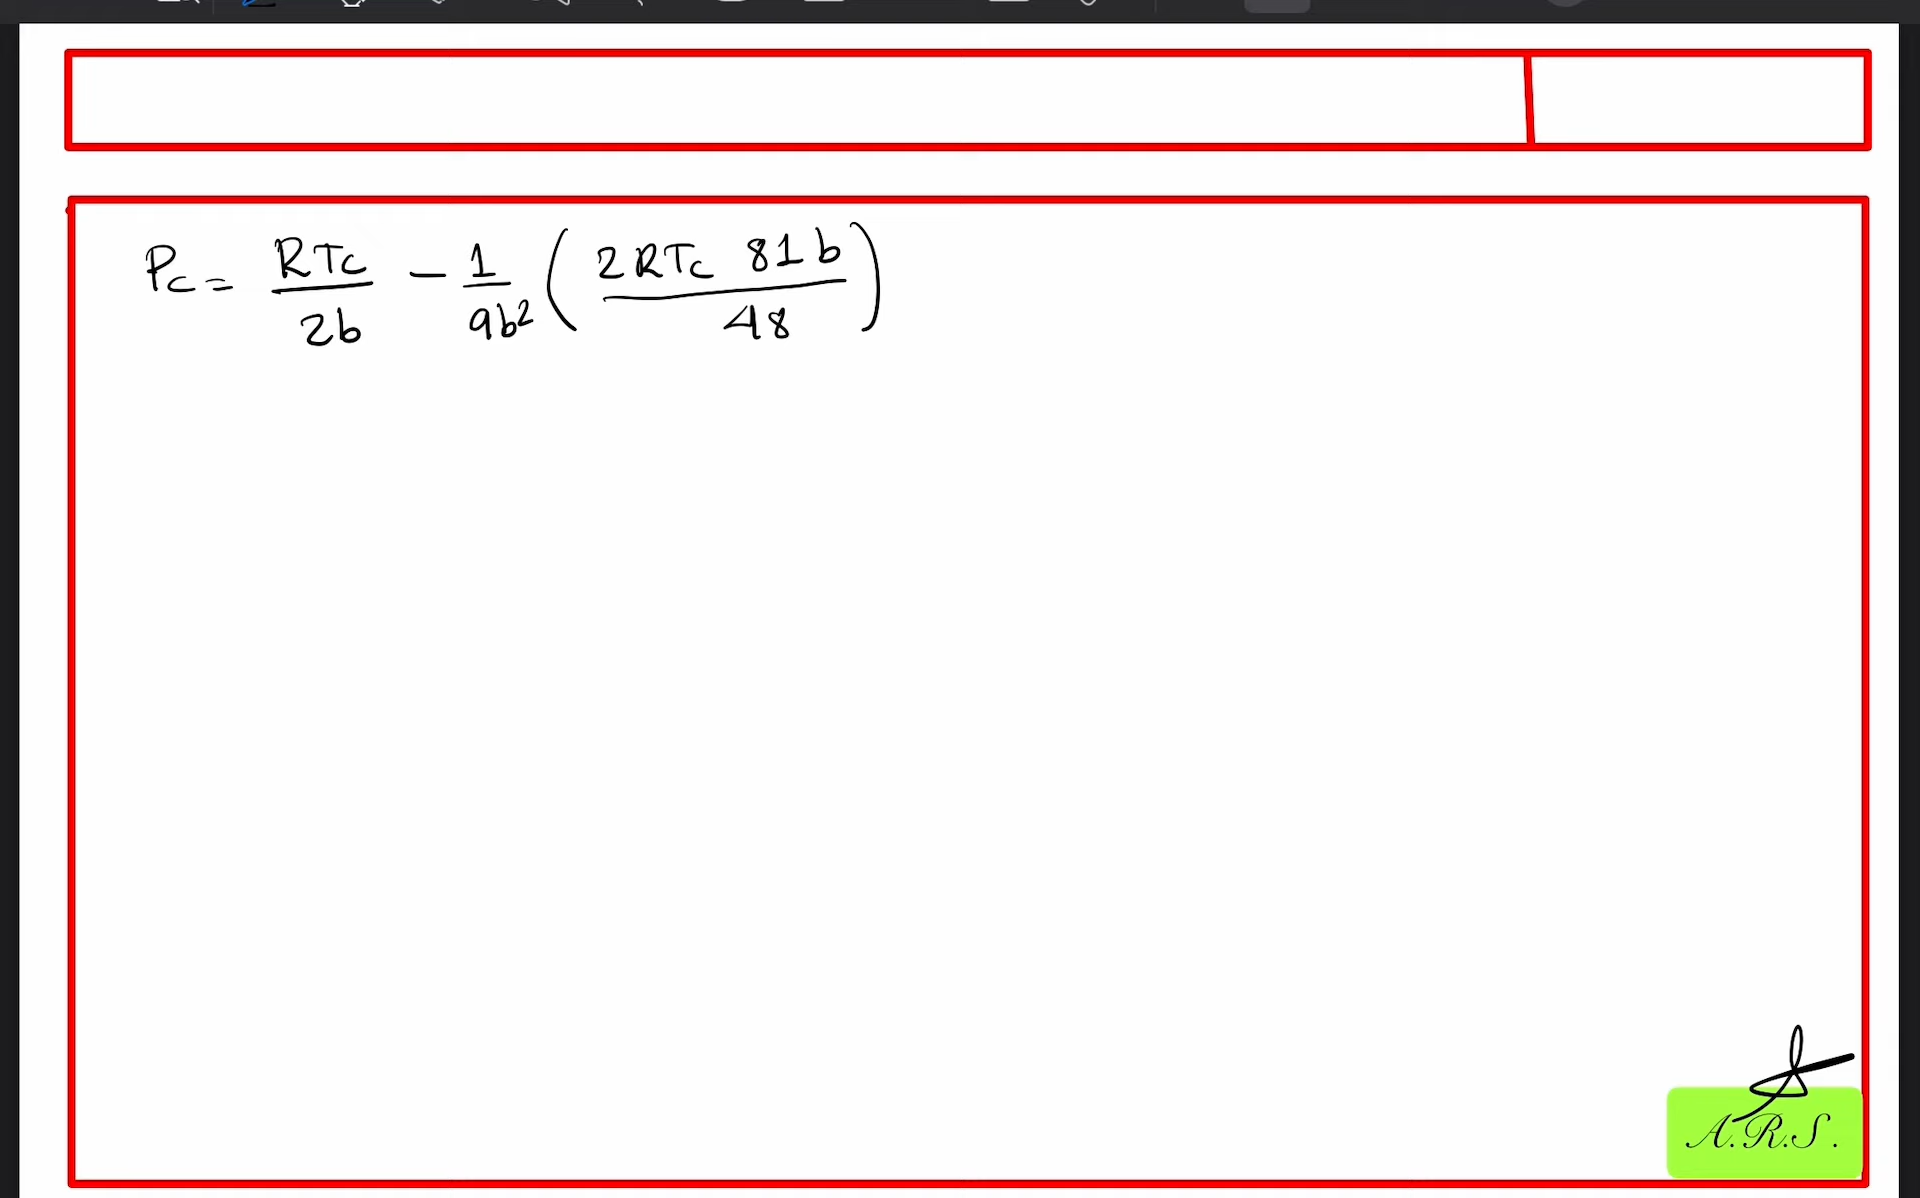 Pc = RTc/2b - 1/9b² (2RTc 81b/48)
A.R.S.